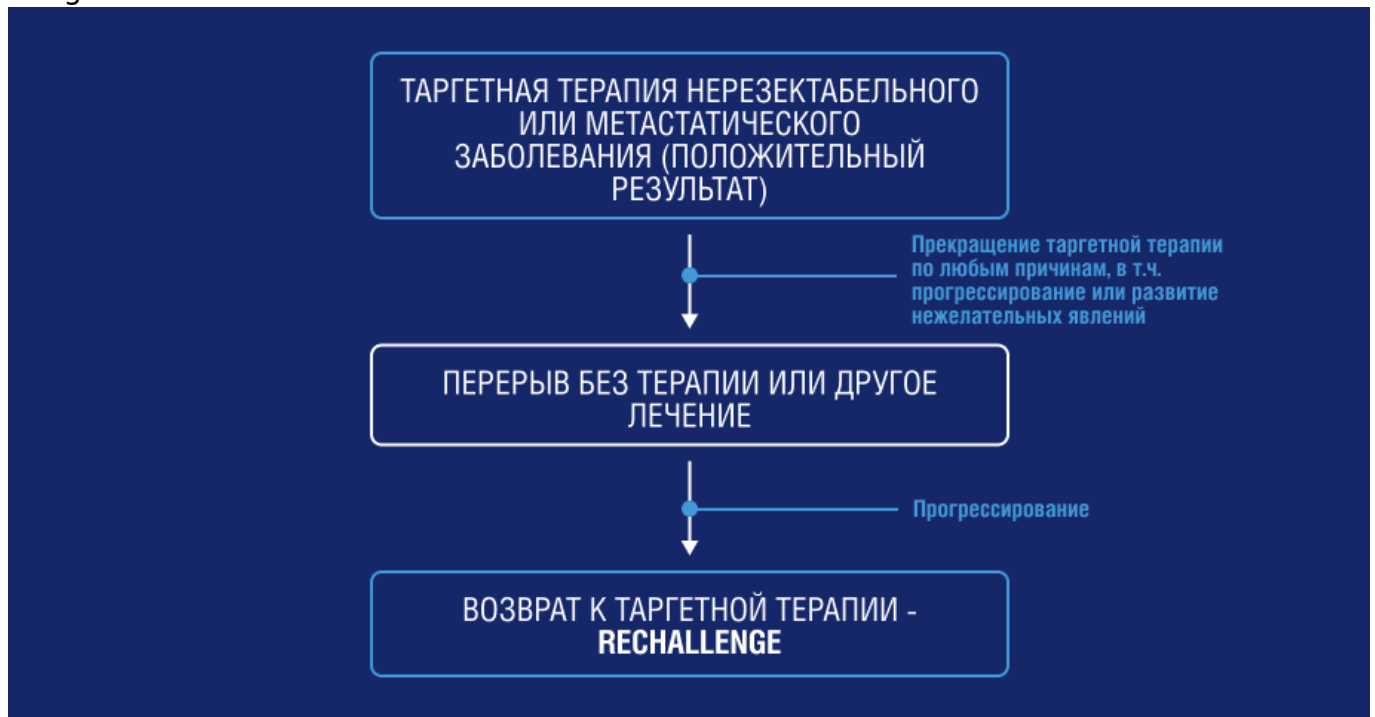 ТАРГЕТНАЯ ТЕРАПИЯ НЕРЕЗЕКТАБЕЛЬНОГО
ИЛИ МЕТАСТАТИЧЕСКОГО
ЗАБОЛЕВАНИЯ (ПОЛОЖИТЕЛЬНЫЙ
РЕЗУЛЬТАТ)
Прекращение таргетной терапии
по любым причинам, в т.ч.
прогрессирование или развитие
нежелательных явлений
ПЕРЕРЫВ БЕЗ ТЕРАПИИ ИЛИ ДРУГОЕ
ЛЕЧЕНИЕ
Прогрессирование
ВОЗВРАТ К ТАРГЕТНОЙ ТЕРАПИИ -
RECHALLENGE